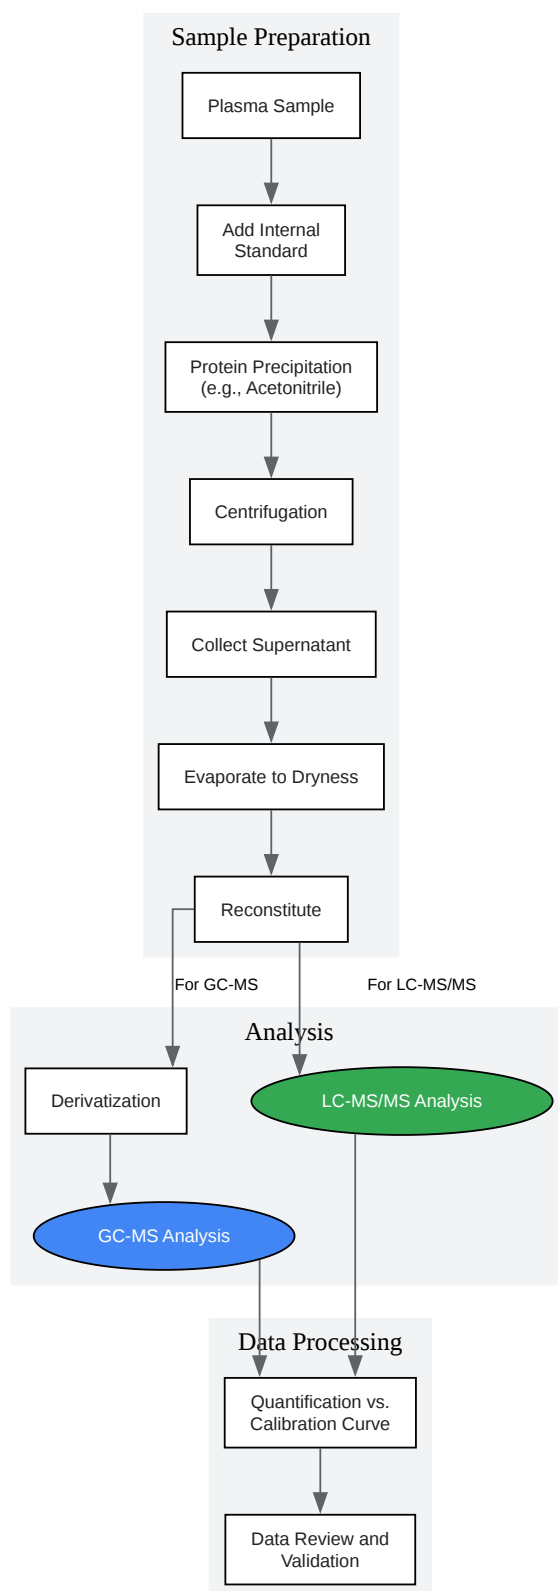 Sample Preparation
Plasma Sample
Add Internal
Standard
Protein Precipitation
(e.g., Acetonitrile)
Centrifugation
Collect Supernatant
Evaporate to Dryness
Reconstitute
For GC-MS
For LC-MS/MS
Analysis
Derivatization
LC-MS/MS Analysis
GC-MS Analysis
Data Processing
Quantification vs.
Calibration Curve
Data Review and
Validation